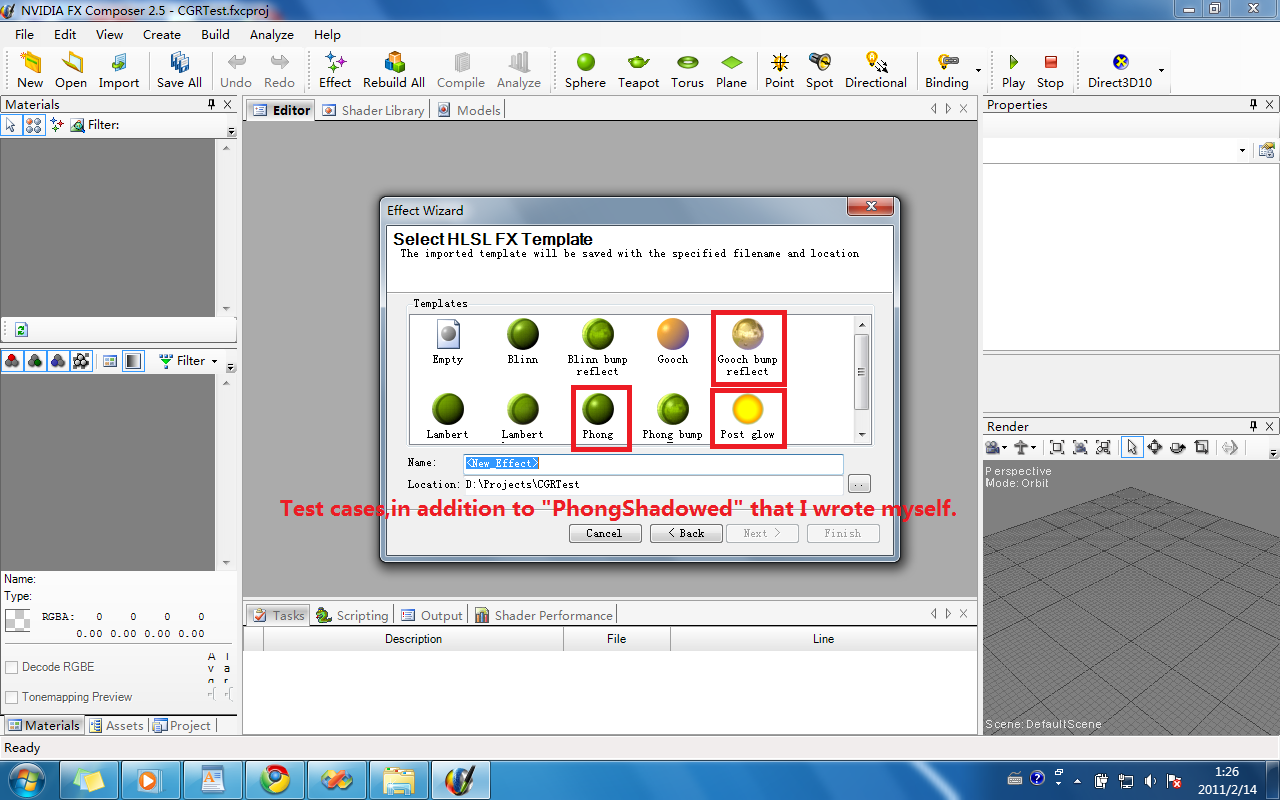 NVIDIA FX Composer 2.5 - CGRTest.fxcproj
File Edit View Create Build Analyze Help
New Open Import Save All Undo Redo Effect Rebuild All Compile Analyze Sphere Teapot Torus Plane Point Spot Directional Binding Play Stop Direct3D10
Materials
Filter:
Editor Shader Library Models
Properties
Effect Wizard
Select HLSL FX Template
The imported template will be saved with the specified filename and location
Templates
Empty Blinn Blinn bump reflect Gooch Gooch bump reflect
Lambert Lambert Phong Phong bump Post glow
Name: <New_Effect>
Location: D:\Projects\CGRTest
..
Test cases,in addition to "PhongShadowed" that I wrote myself.
Cancel < Back Next > Finish
Filter
Name:
Type:
RGBA: 0 0 0 0
0.00 0.00 0.00 0.00
Decode RGBE
Tonemapping Preview
Materials Assets Project
Tasks Scripting Output Shader Performance
Description File Line
Render
Perspective
Mode: Orbit
Scene: DefaultScene
Ready
1:26
2011/2/14